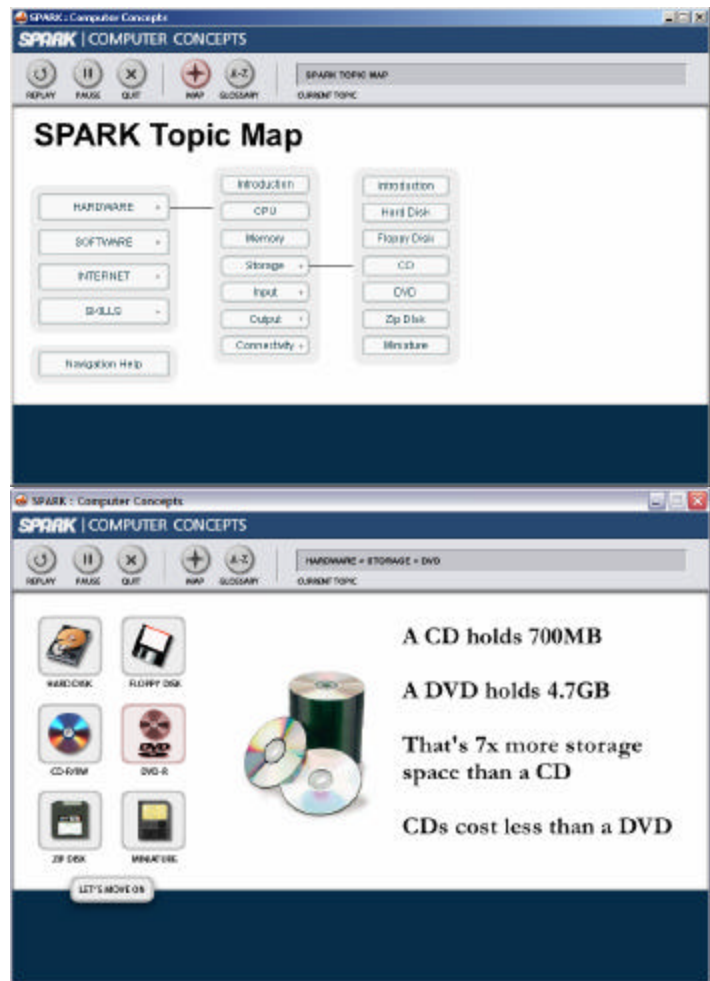 SPARK : Computer Concepts
SPARK | COMPUTER CONCEPTS
SPARK TOPIC MAP
REPLAY PAUSE QUIT MAP GLOSSARY CURRENT TOPIC
A-Z
SPARK Topic Map
HARDWARE
SOFTWARE
INTERNET
SKILLS
Navigation Help
Introduction
CPU
Memory
Storage
Input
Output
Connectivity
Introduction
Hard Disk
Floppy Disk
CD
DVD
Zip Disk
Miniature
SPARK : Computer Concepts
SPARK | COMPUTER CONCEPTS
A-Z
HARDWARE > STORAGE > DVD
REPLAY PAUSE QUIT MAP GLOSSARY CURRENT TOPIC
HARD DISK FLOPPY DISK
CD-R/RW DVD-R
DVD
ZIP DISK MINIATURE
LET'S MOVE ON
A CD holds 700MB
A DVD holds 4.7GB
That's 7x more storage
space than a CD
CDs cost less than a DVD